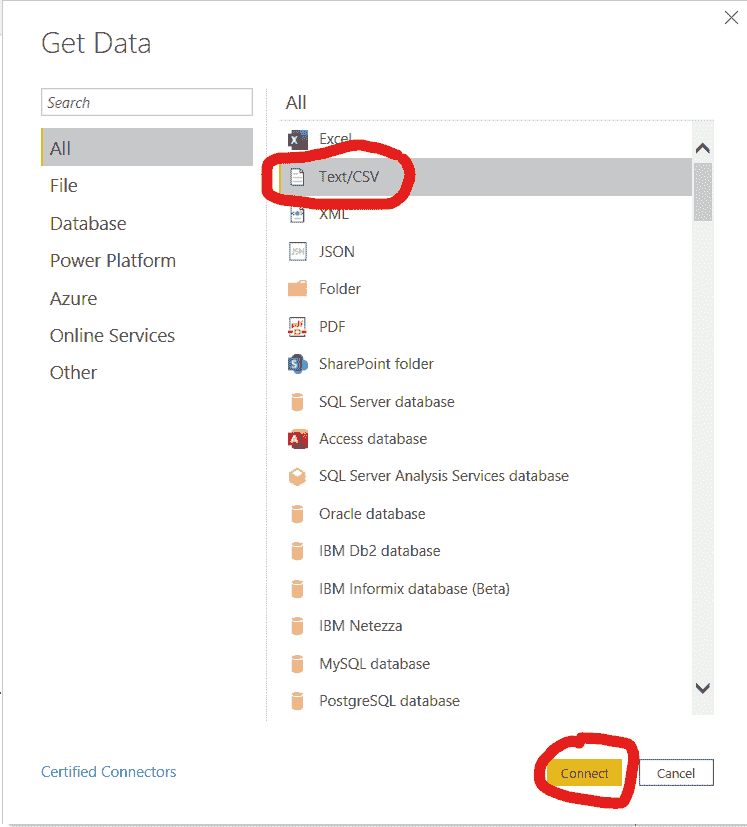 Get Data
Search
All
File
Database
Power Platform
Azure
Online Services
Other
All
Excel
Text/CSV
XML
JSON
Folder
PDF
SharePoint folder
SQL Server database
Access database
SQL Server Analysis Services database
Oracle database
IBM Db2 database
IBM Informix database (Beta)
IBM Netezza
MySQL database
PostgreSQL database
Certified Connectors
Connect
Cancel